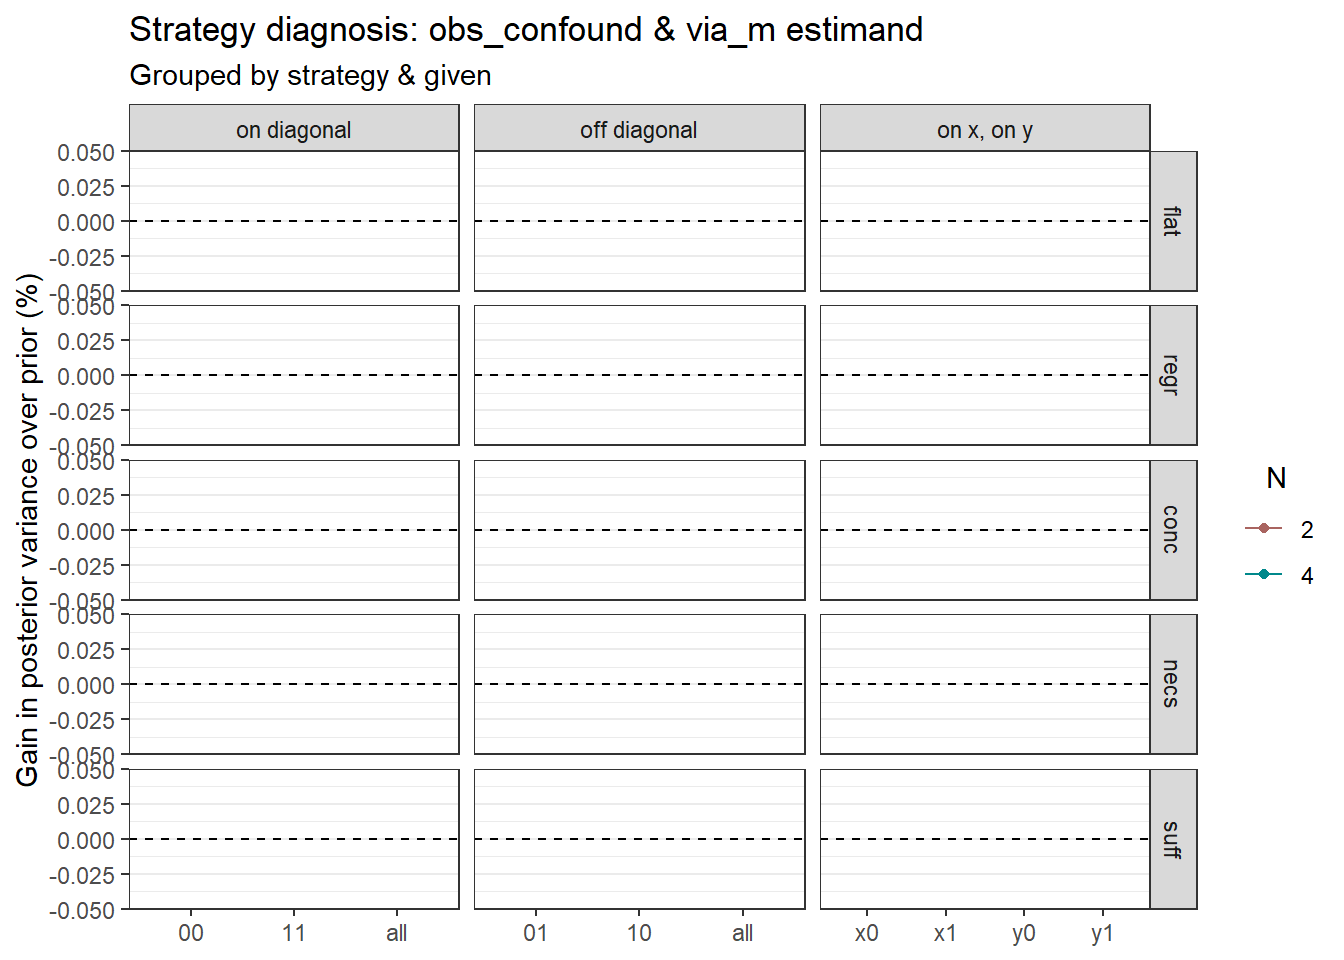 Strategy diagnosis: obs_confound & via_m estimand
Grouped by strategy & given
on diagonal
off diagonal
on x, on y
Gain in posterior variance over prior (%)
0.050
0.025
0.000
-0.025
-0.050
flat
0.050
0.025
0.000
-0.025
-0.050
regr
0.050
0.025
0.000
-0.025
-0.050
conc
0.050
0.025
0.000
-0.025
-0.050
necs
0.050
0.025
0.000
-0.025
-0.050
suff
00 11 all
01 10 all
x0 x1 y0 y1
N
2
4